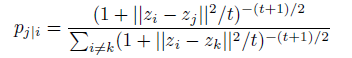 p_{j|i} = \frac{(1 + ||z_i - z_j||^2/t)^{-(t+1)/2}}{\sum_{i \neq k} (1 + ||z_i - z_k||^2/t)^{-(t+1)/2}}